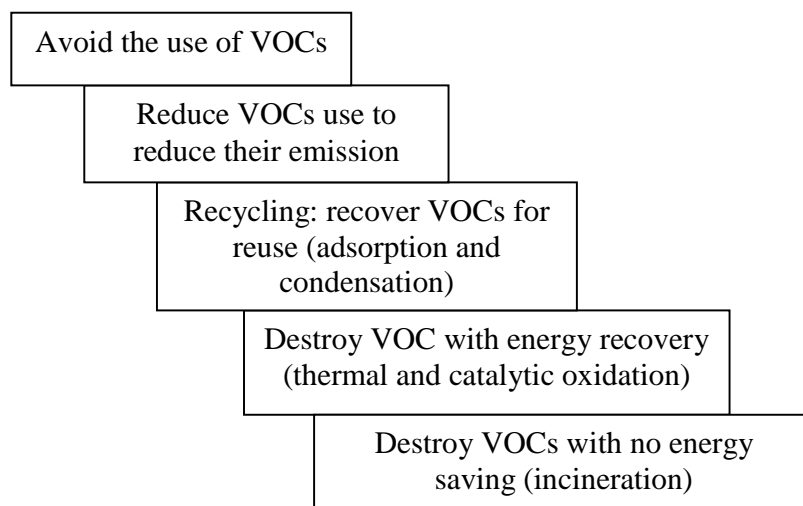 Avoid the use of VOCs
Reduce VOCs use to
reduce their emission
Recycling: recover VOCs for
reuse (adsorption and
condensation)
Destroy VOC with energy recovery
(thermal and catalytic oxidation)
Destroy VOCs with no energy
saving (incineration)